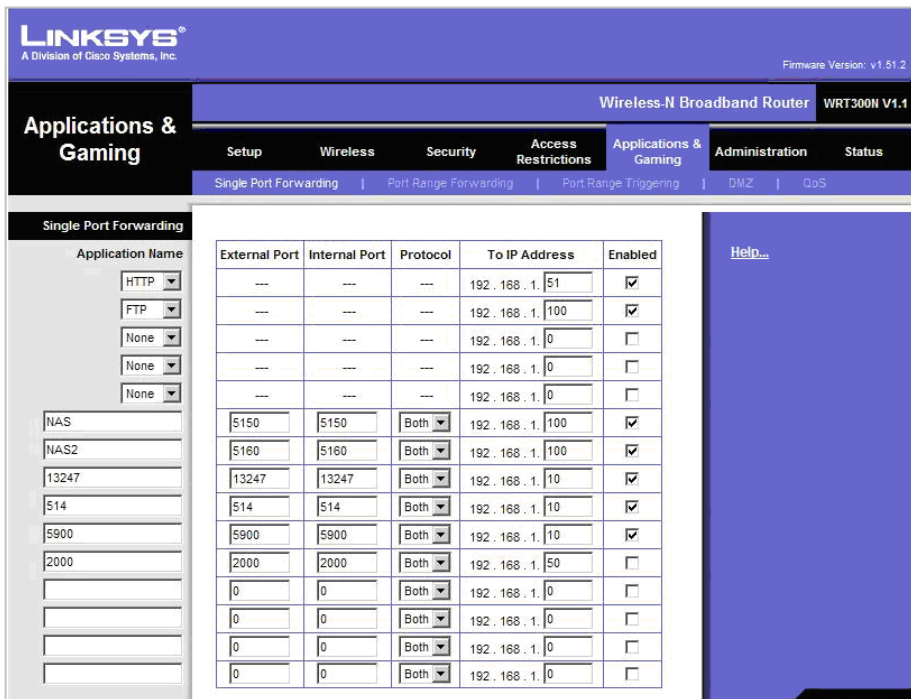 LINKSYS®
A Division of Cisco Systems, Inc.
Firmware Version: v1.51.2
Wireless-N Broadband Router WRT300N V1.1
Applications & Gaming
Setup Wireless Security Access Restrictions Applications & Gaming Administration Status
Single Port Forwarding | Port Range Forwarding | Port Range Triggering | DMZ | QoS
Single Port Forwarding
Application Name External Port Internal Port Protocol To IP Address Enabled
Help...
HTTP --- --- --- 192 . 168 . 1. 51
FTP --- --- --- 192 . 168 . 1. 100
None --- --- --- 192 . 168 . 1. 0
None --- --- --- 192 . 168 . 1. 0
None --- --- --- 192 . 168 . 1. 0
NAS 5150 5150 Both 192 . 168 . 1. 100
NAS2 5160 5160 Both 192 . 168 . 1. 100
13247 13247 13247 Both 192 . 168 . 1. 10
514 514 514 Both 192 . 168 . 1. 10
5900 5900 5900 Both 192 . 168 . 1. 10
2000 2000 2000 Both 192 . 168 . 1. 50
0 0 Both 192 . 168 . 1. 0
0 0 Both 192 . 168 . 1. 0
0 0 Both 192 . 168 . 1. 0
0 0 Both 192 . 168 . 1. 0